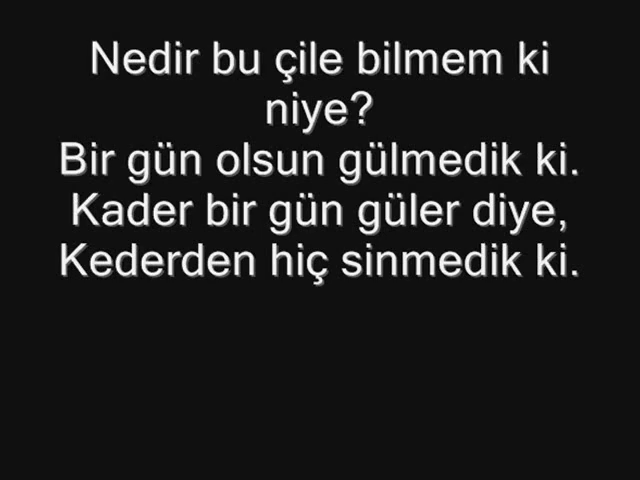 Nedir bu çile bilmem ki
niye?
Bir gün olsun gülmedik ki.
Kader bir gün güler diye,
Kederden hiç sinmedik ki.